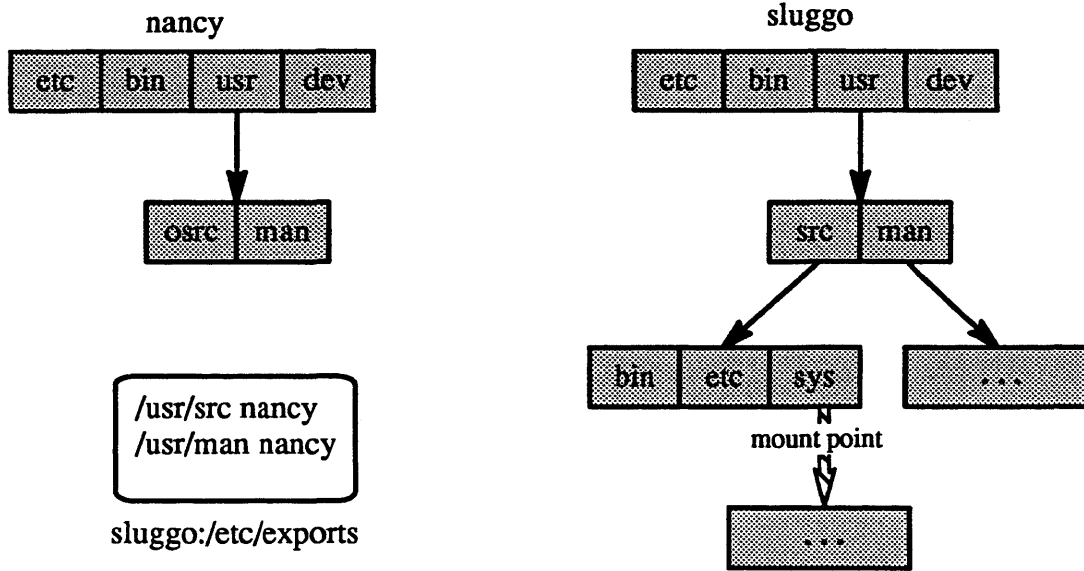 nancy
etc bin usr dev
osrc man
/usr/src nancy
/usr/man nancy
sluggo:/etc/exports
sluggo
etc bin usr dev
src man
bin etc sys
...
mount point
...